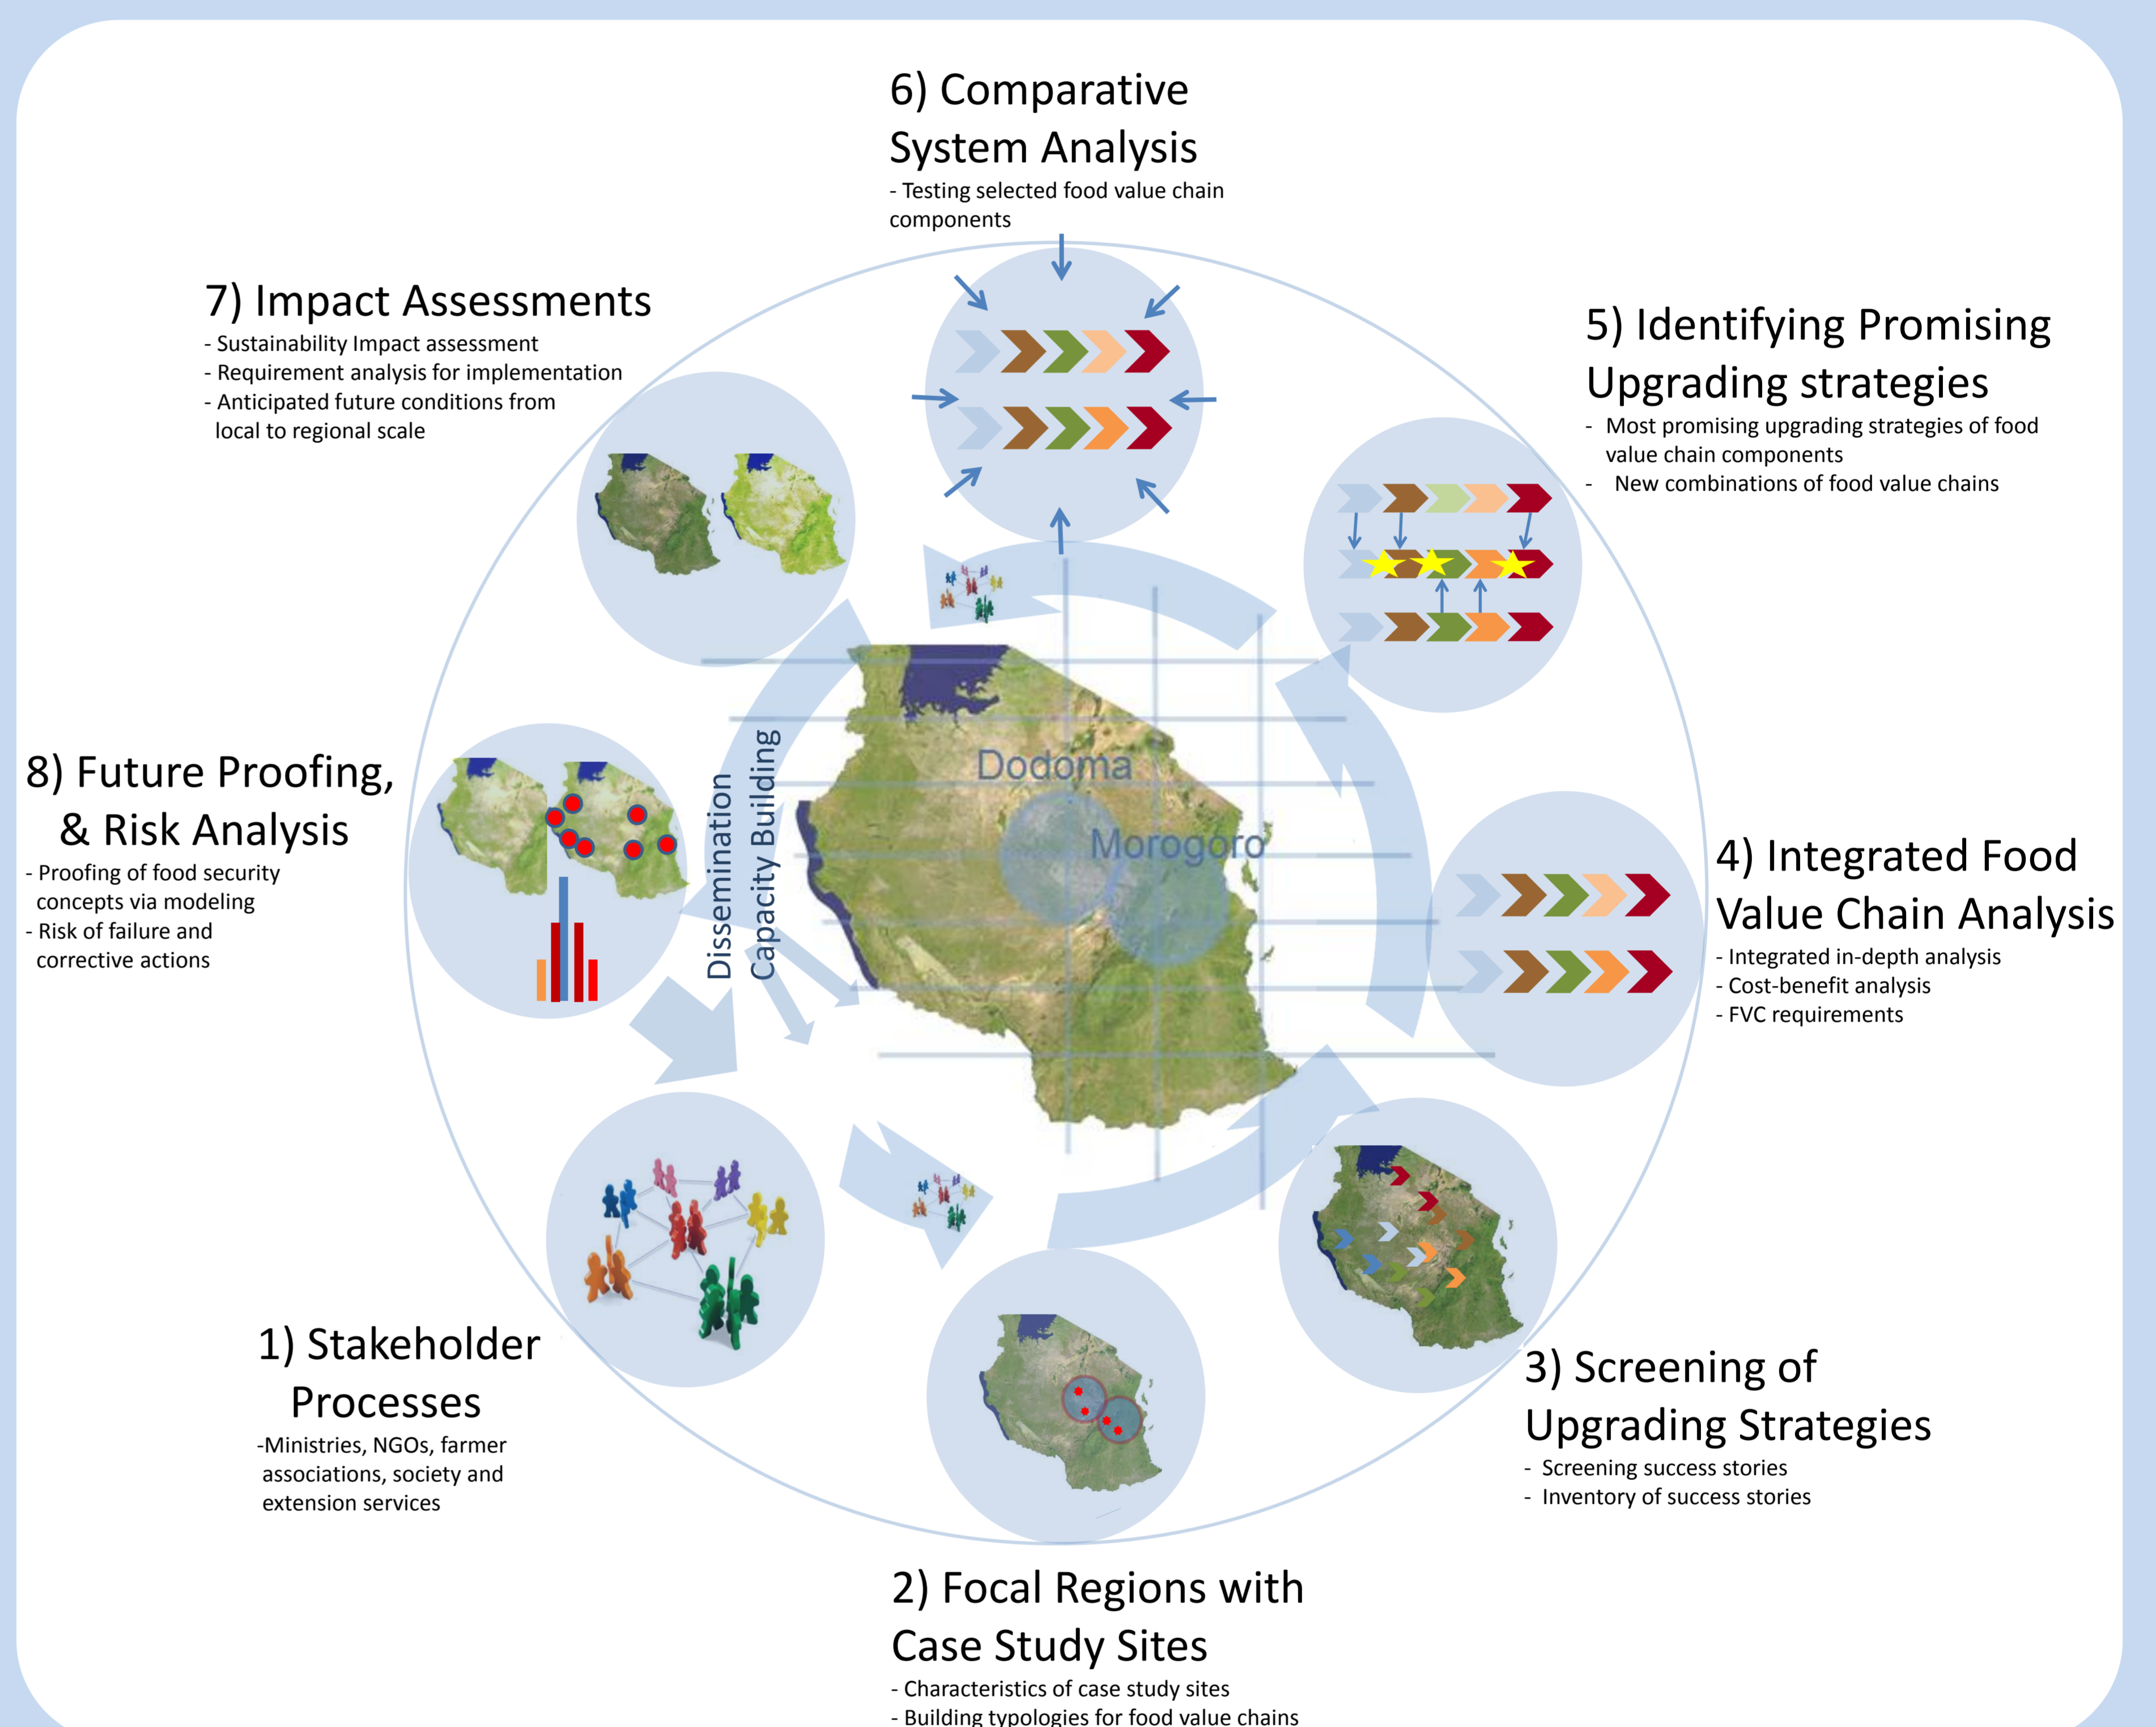 6) Comparative
System Analysis
- Testing selected food value chain
components
7) Impact Assessments
- Sustainability Impact assessment
- Requirement analysis for implementation
- Anticipated future conditions from
local to regional scale
5) Identifying Promising
Upgrading strategies
- Most promising upgrading strategies of food
value chain components
- New combinations of food value chains
8) Future Proofing,
& Risk Analysis
- Proofing of food security
concepts via modeling
- Risk of failure and
corrective actions
Dissemination
Capacity Building
Dodoma
Morogoro
4) Integrated Food
Value Chain Analysis
- Integrated in-depth analysis
- Cost-benefit analysis
- FVC requirements
1) Stakeholder
Processes
-Ministries, NGOs, farmer
associations, society and
extension services
3) Screening of
Upgrading Strategies
- Screening success stories
- Inventory of success stories
2) Focal Regions with
Case Study Sites
- Characteristics of case study sites
- Building typologies for food value chains